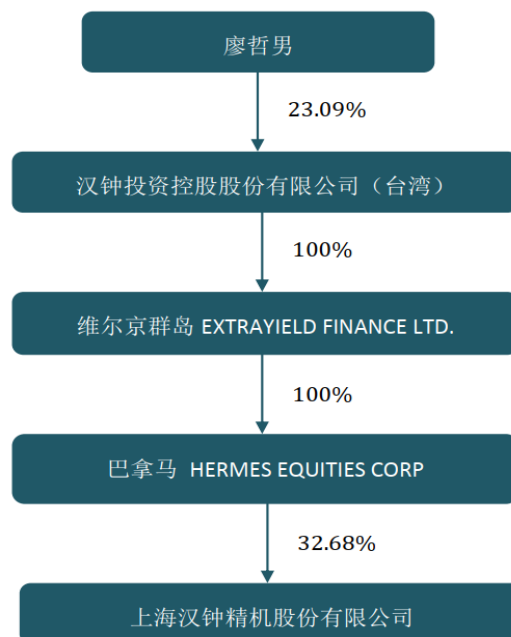 廖哲男
23.09%
汉钟投资控股股份有限公司（台湾）
100%
维尔京群岛 EXTRAYIELD FINANCE LTD.
100%
巴拿马 HERMES EQUITIES CORP
32.68%
上海汉钟精机股份有限公司